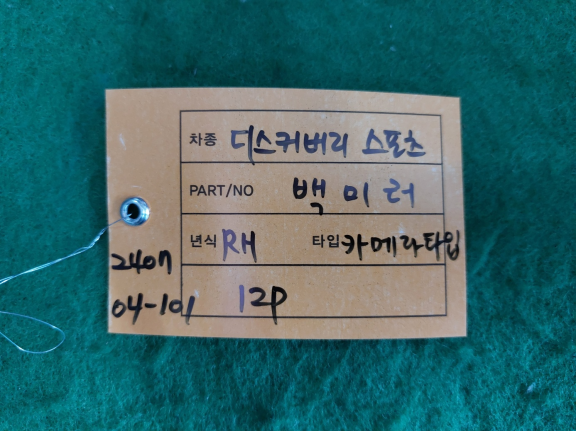 차종 디스커버리 스포츠
PART/NO 백미러
년식 RH 타입 카메라타입
2407
04-101 12P